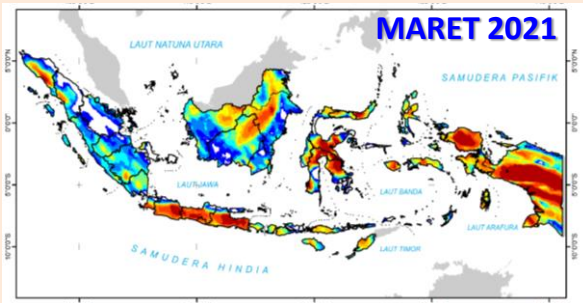 MARET 2021
LAUT NATUNA UTARA
SAMUDERA PASIFIK
LAUT JAWA
LAUT BANDA
LAUT ARAFURA
LAUT TIMOR
SAMUDERA HINDIA